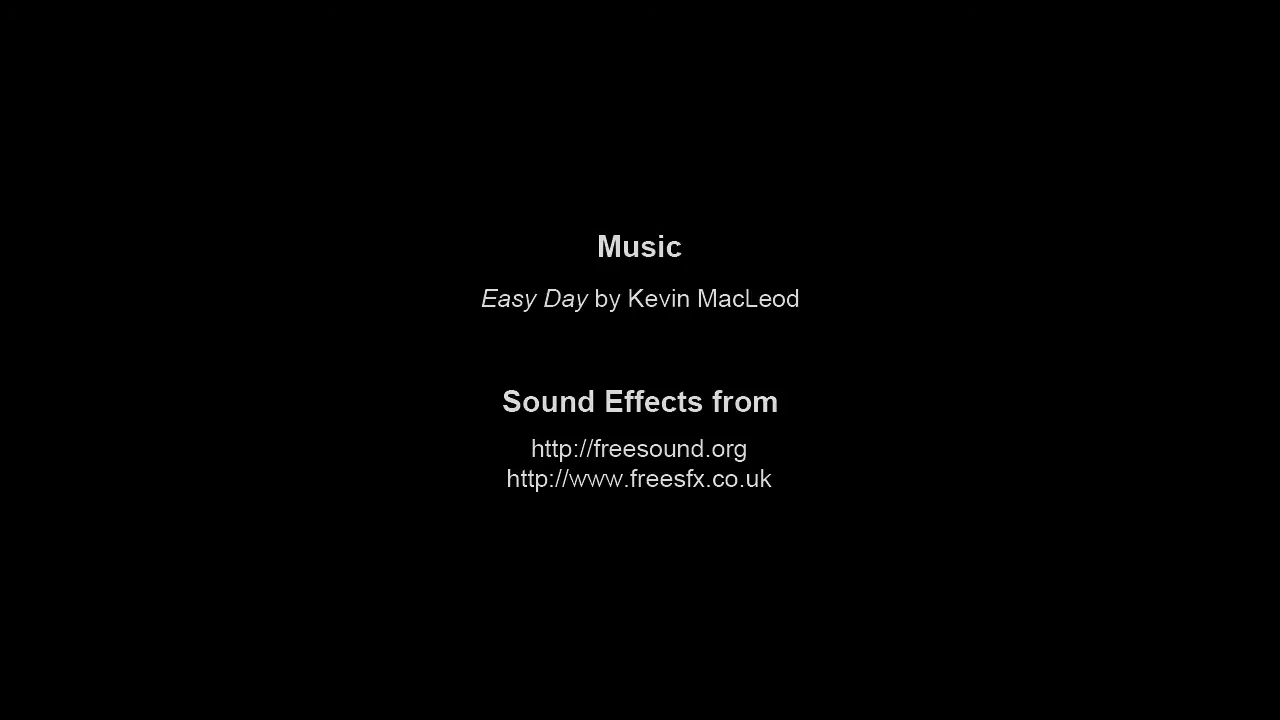 Music
Easy Day by Kevin MacLeod
Sound Effects from
http://freesound.org
http://www.freesfx.co.uk